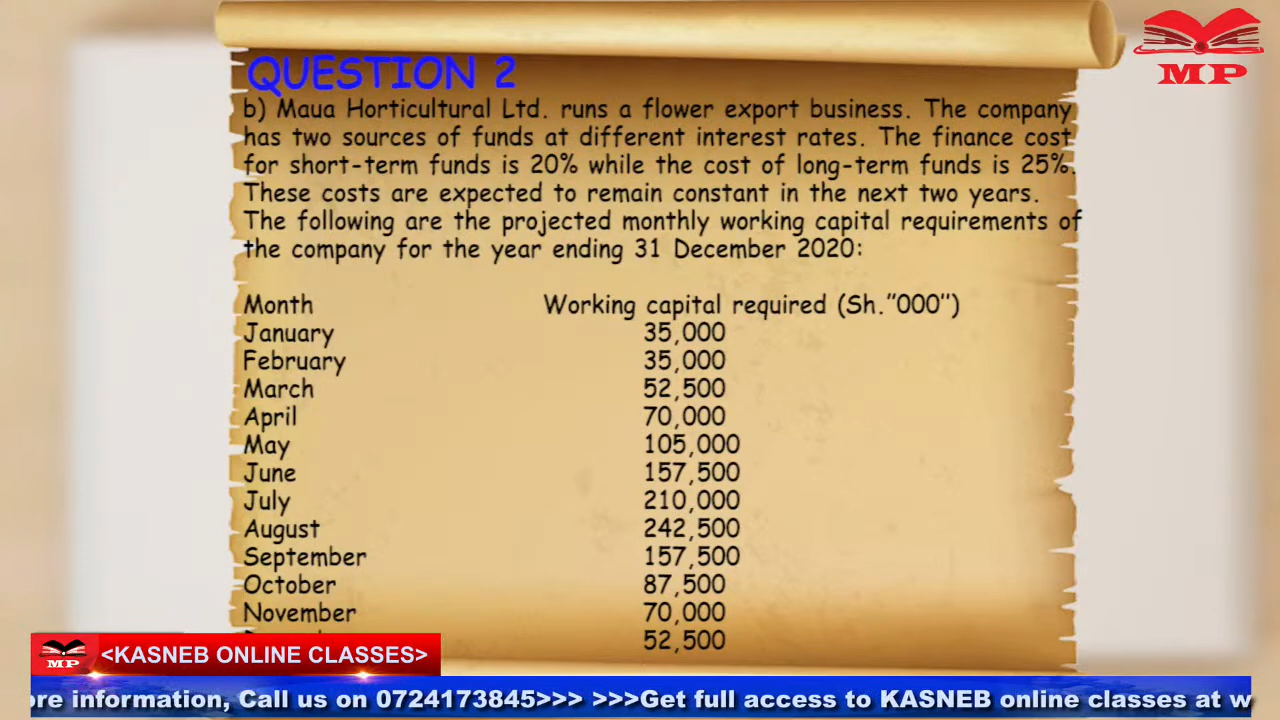 MP
QUESTION 2
b) Maua Horticultural Ltd. runs a flower export business. The company
has two sources of funds at different interest rates. The finance cost
for short-term funds is 20% while the cost of long-term funds is 25%.
These costs are expected to remain constant in the next two years.
The following are the projected monthly working capital requirements of
the company for the year ending 31 December 2020:
Month Working capital required (Sh.”000”)
January 35,000
February 35,000
March 52,500
April 70,000
May 105,000
June 157,500
July 210,000
August 242,500
September 157,500
October 87,500
November 70,000
52,500
MP <KASNEB ONLINE CLASSES>
ore information, Call us on 0724173845>>> >>>Get full access to KASNEB online classes at w